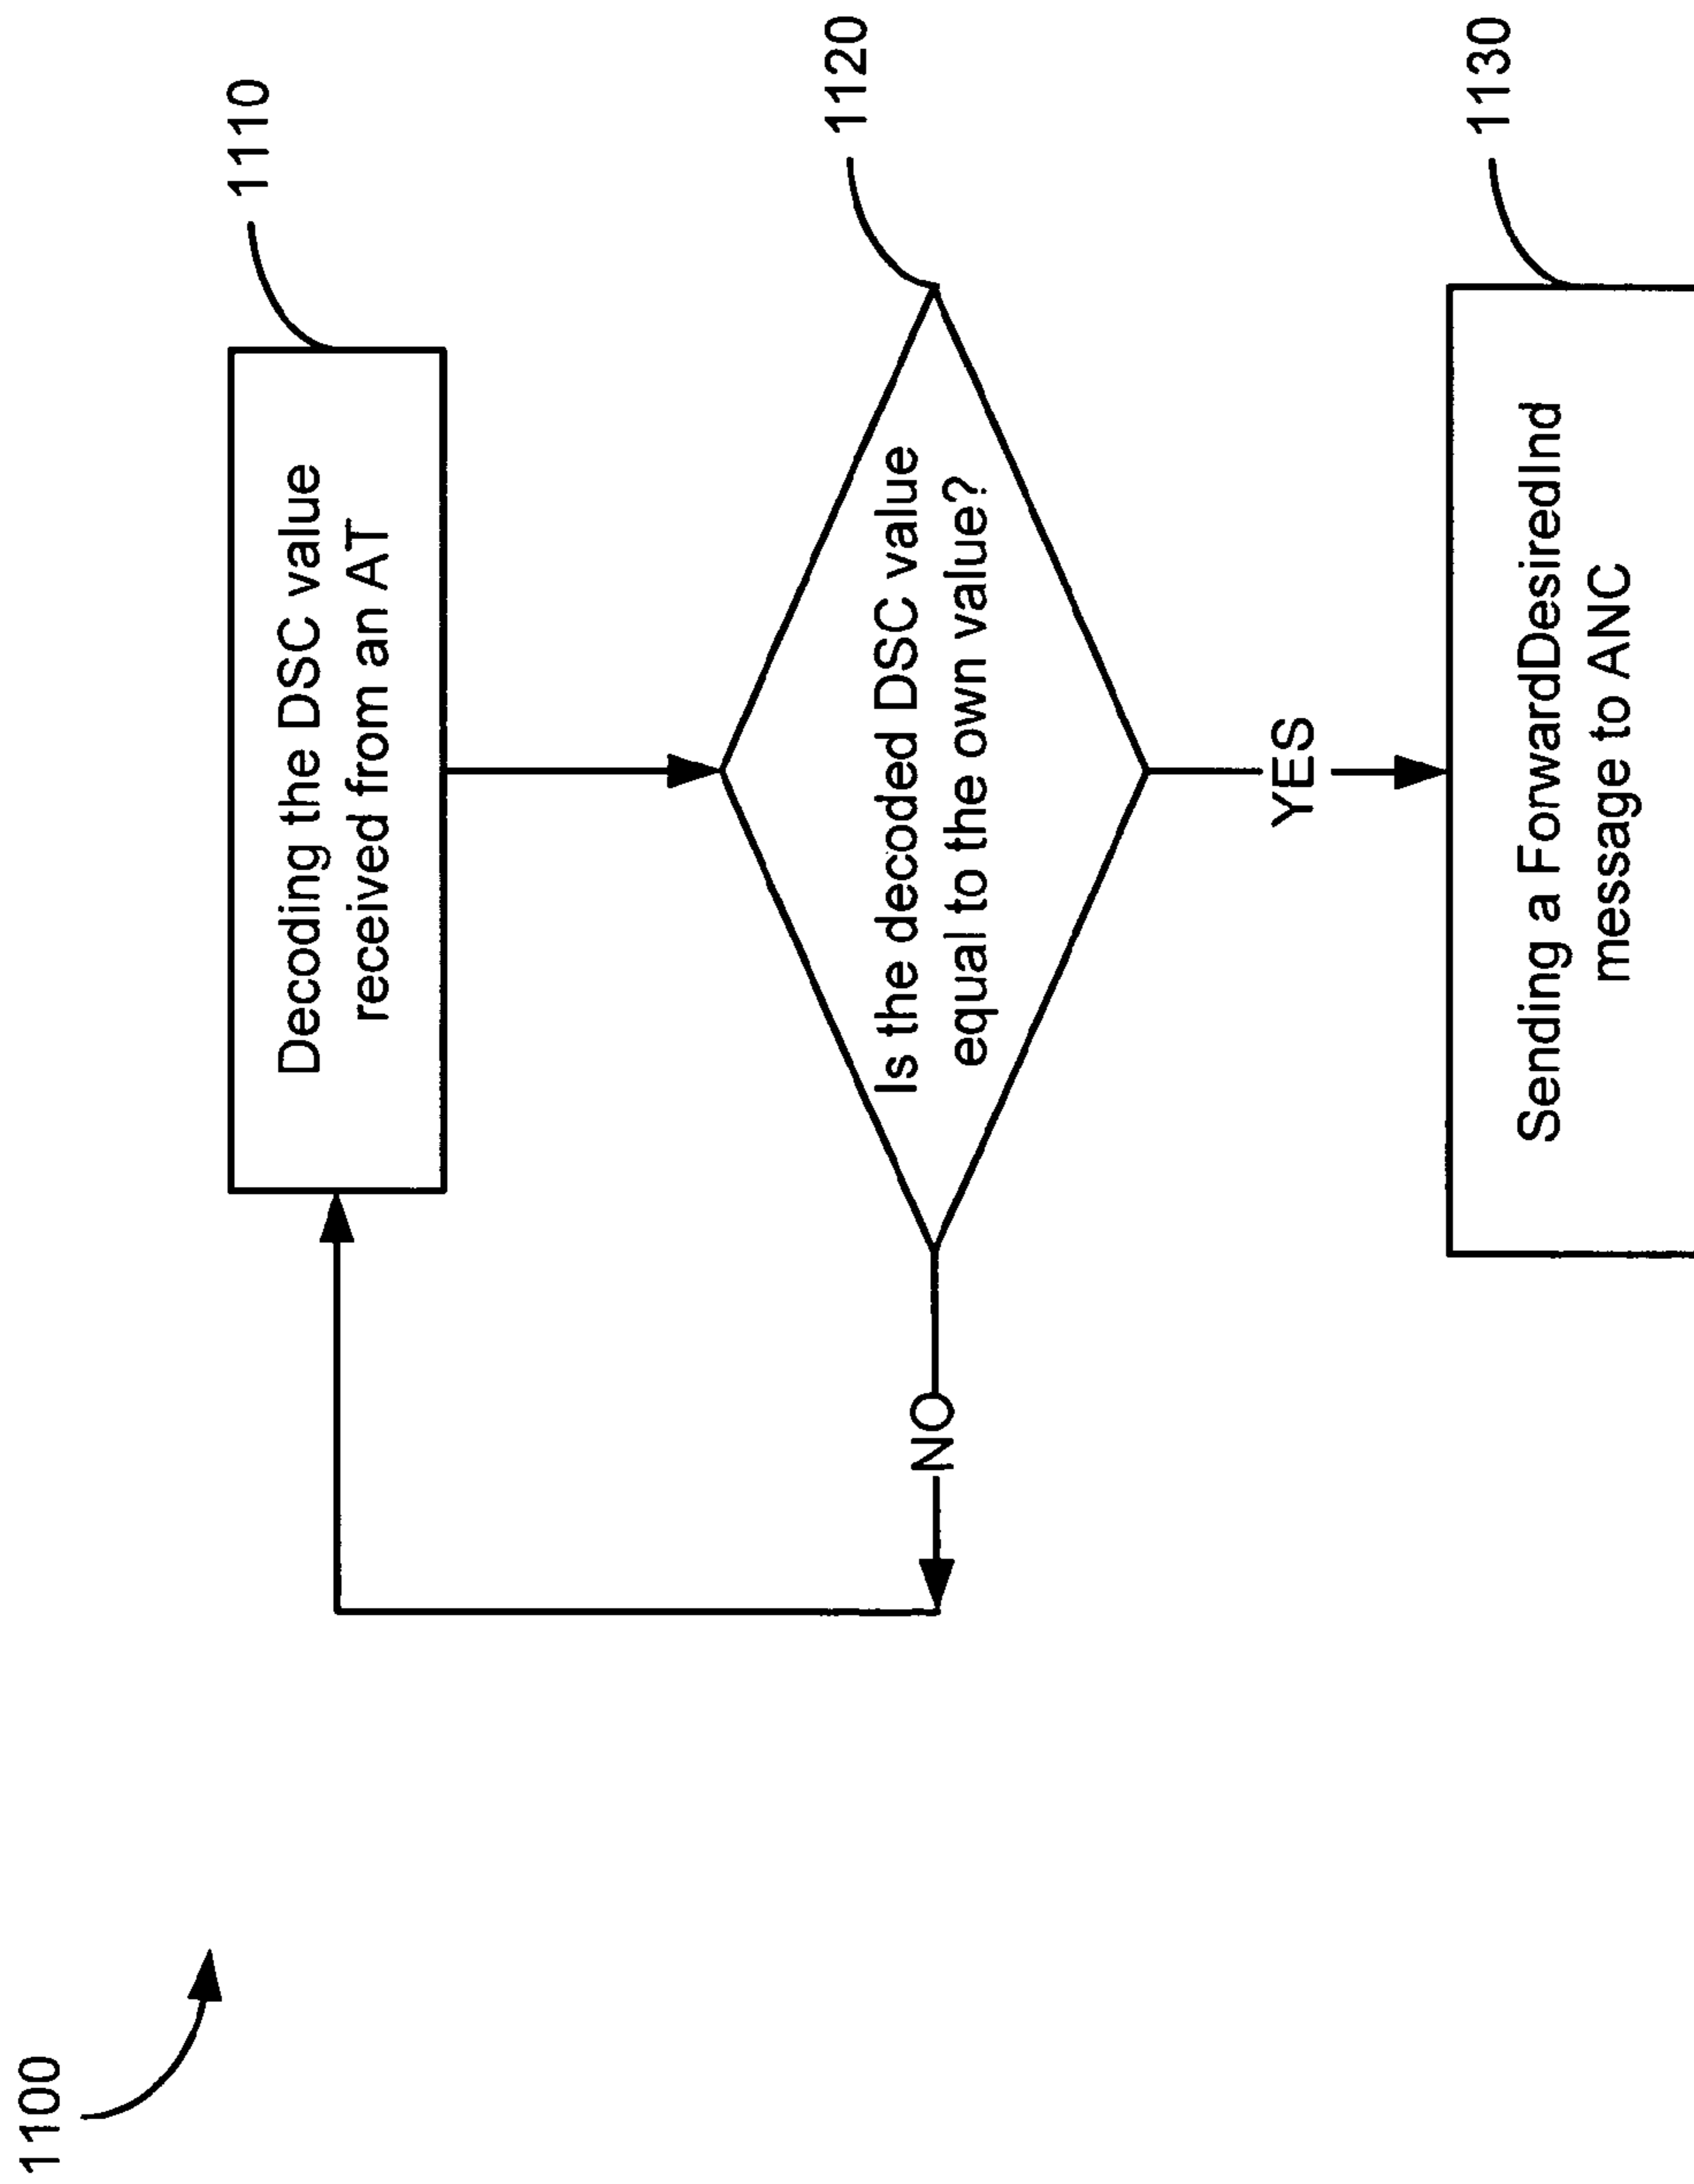 1100
1110
Decoding the DSC value
received from an AT
1120
Is the decoded DSC value
equal to the own value?
NO
YES
1130
Sending a ForwardDesiredInd
message to ANC